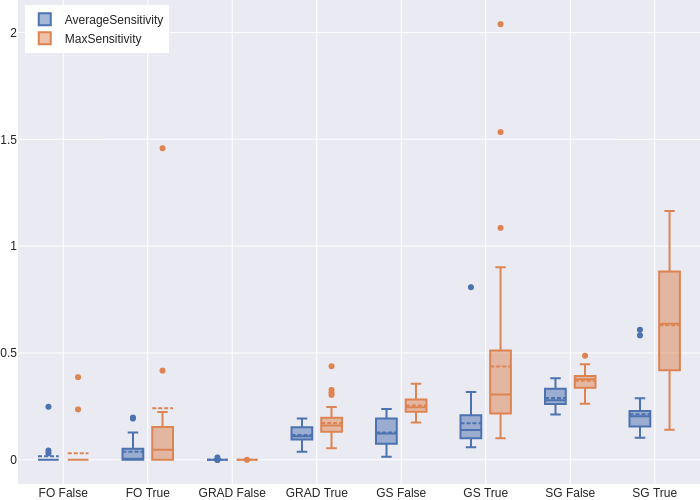 AverageSensitivity
MaxSensitivity
2
1.5
1
0.5
0
FO False FO True GRAD False GRAD True GS False GS True SG False SG True